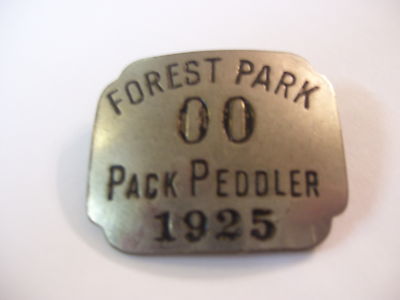 FOREST PARK
00
PACK PEDDLER
1925